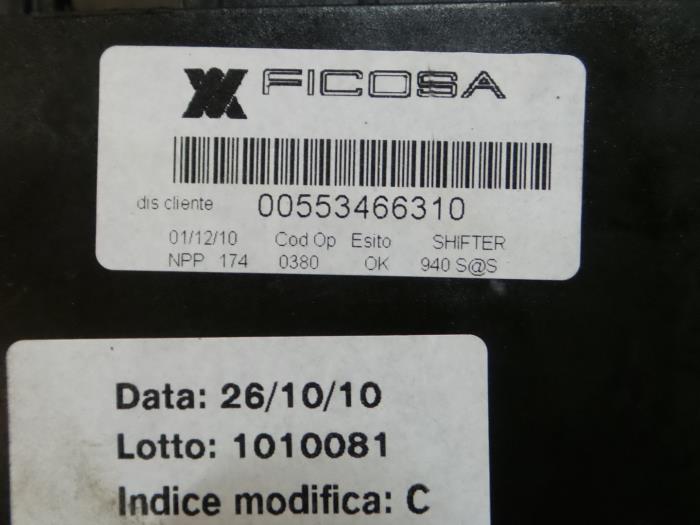 FICOSA
dis cliente 00553466310
01/12/10 Cod Op Esito SHIFTER
NPP 174 0380 OK 940 S@S
Data: 26/10/10
Lotto: 1010081
Indice modifica: C